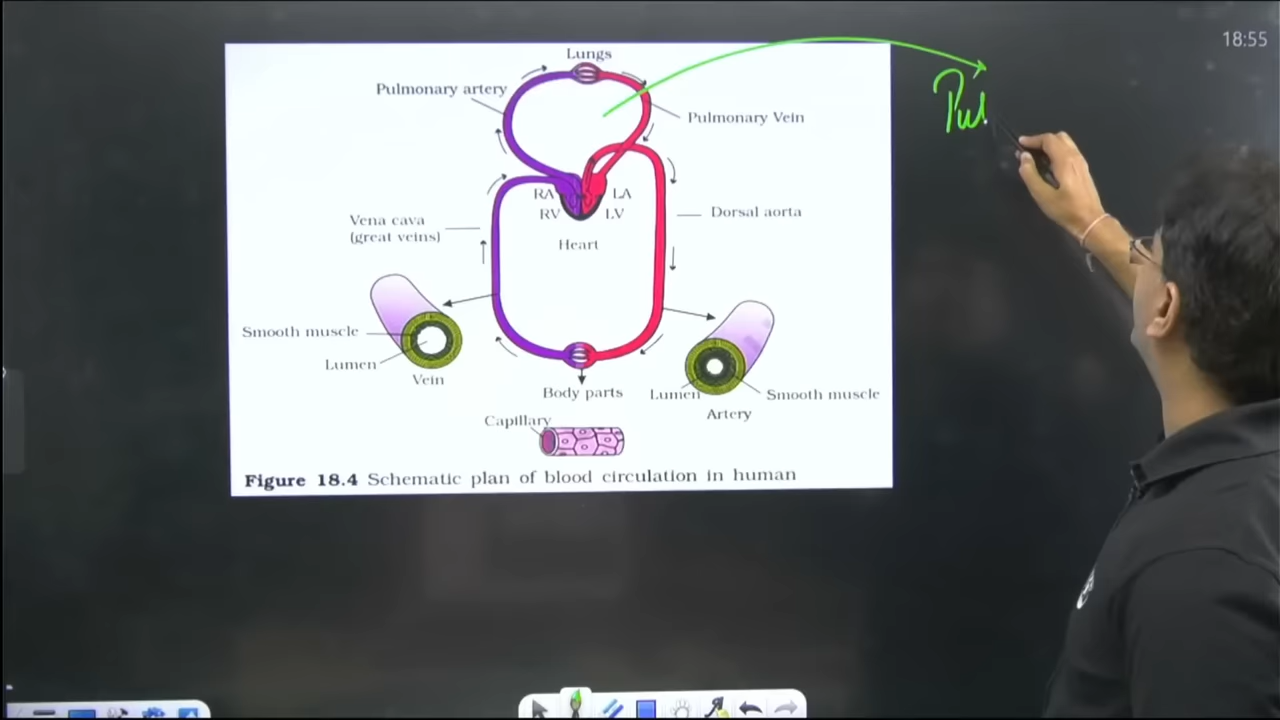 18:55
Lungs
Pulmonary artery
Pul
Pulmonary Vein
RA LA
RV LV
Vena cava
(great veins)
Dorsal aorta
Heart
Smooth muscle
Lumen
Vein
Body parts
Lumen
Smooth muscle
Artery
Capillary
Figure 18.4 Schematic plan of blood circulation in human